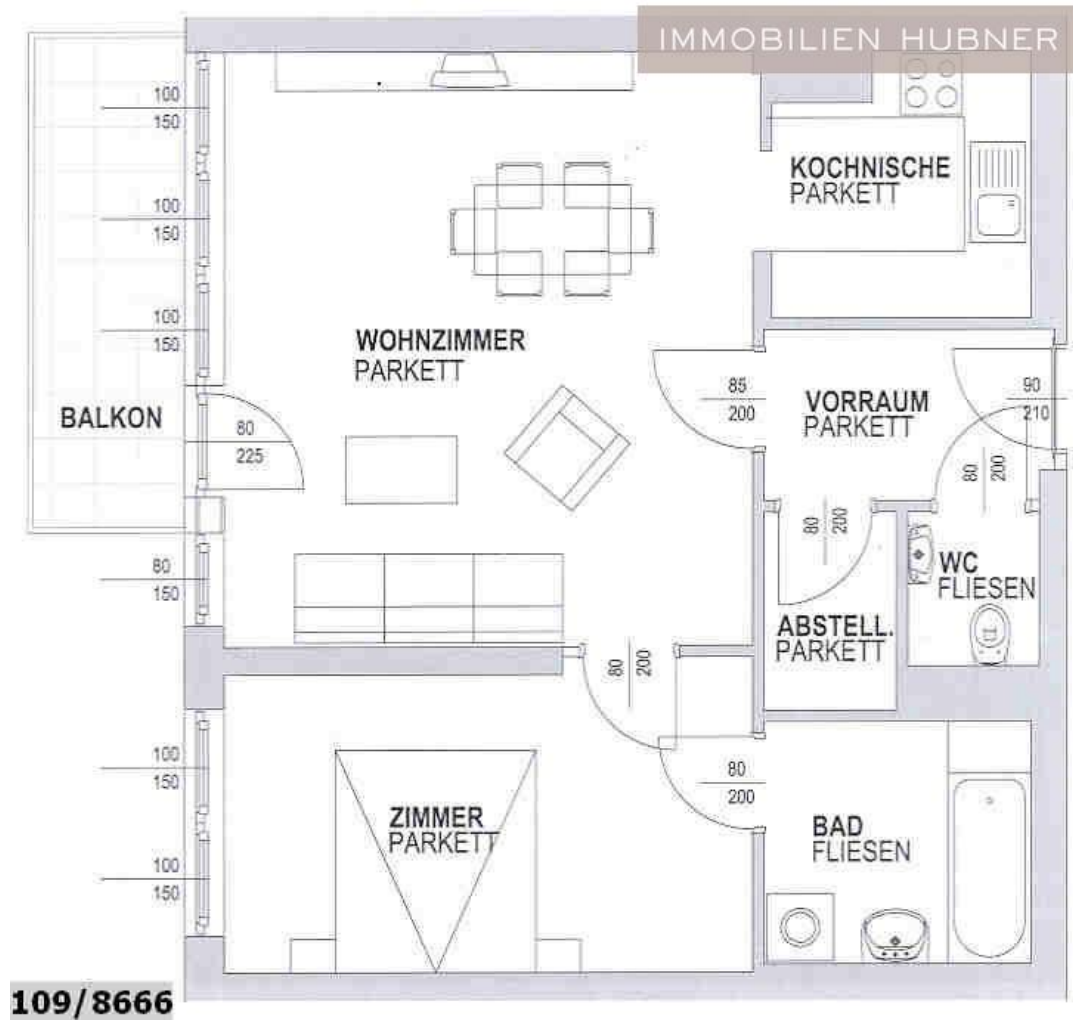 IMMOBILIEN HUBNER
100
150
100
150
KOCHNISCHE
PARKETT
100
150
WOHNZIMMER
PARKETT
BALKON
80
225
85
200
VORRAUM
PARKETT
90
210
80
200
80
200
WC
FLIESEN
80
150
ABSTELL.
PARKETT
80
200
100
150
80
200
ZIMMER
PARKETT
BAD
FLIESEN
100
150
109/8666